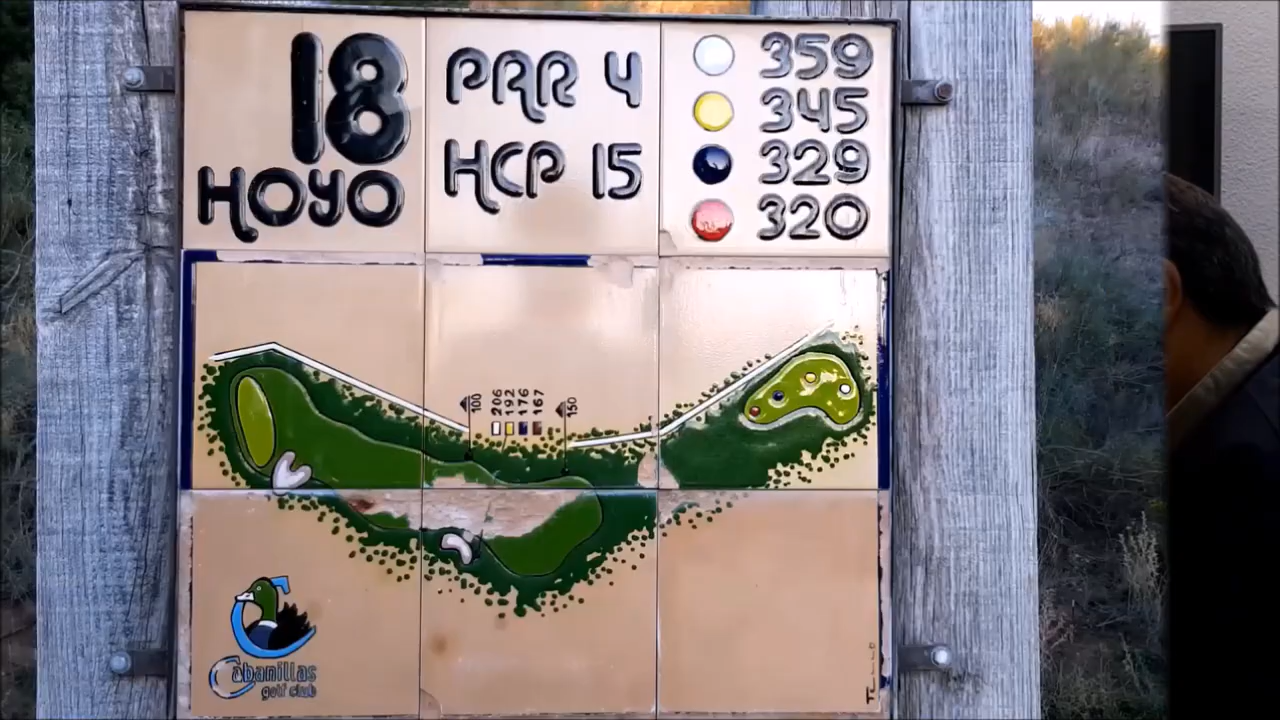 18
HOYO
PAR 4
HCP 15
359
345
329
320
100
206
192
176
167
150
Cabanillas
golf club